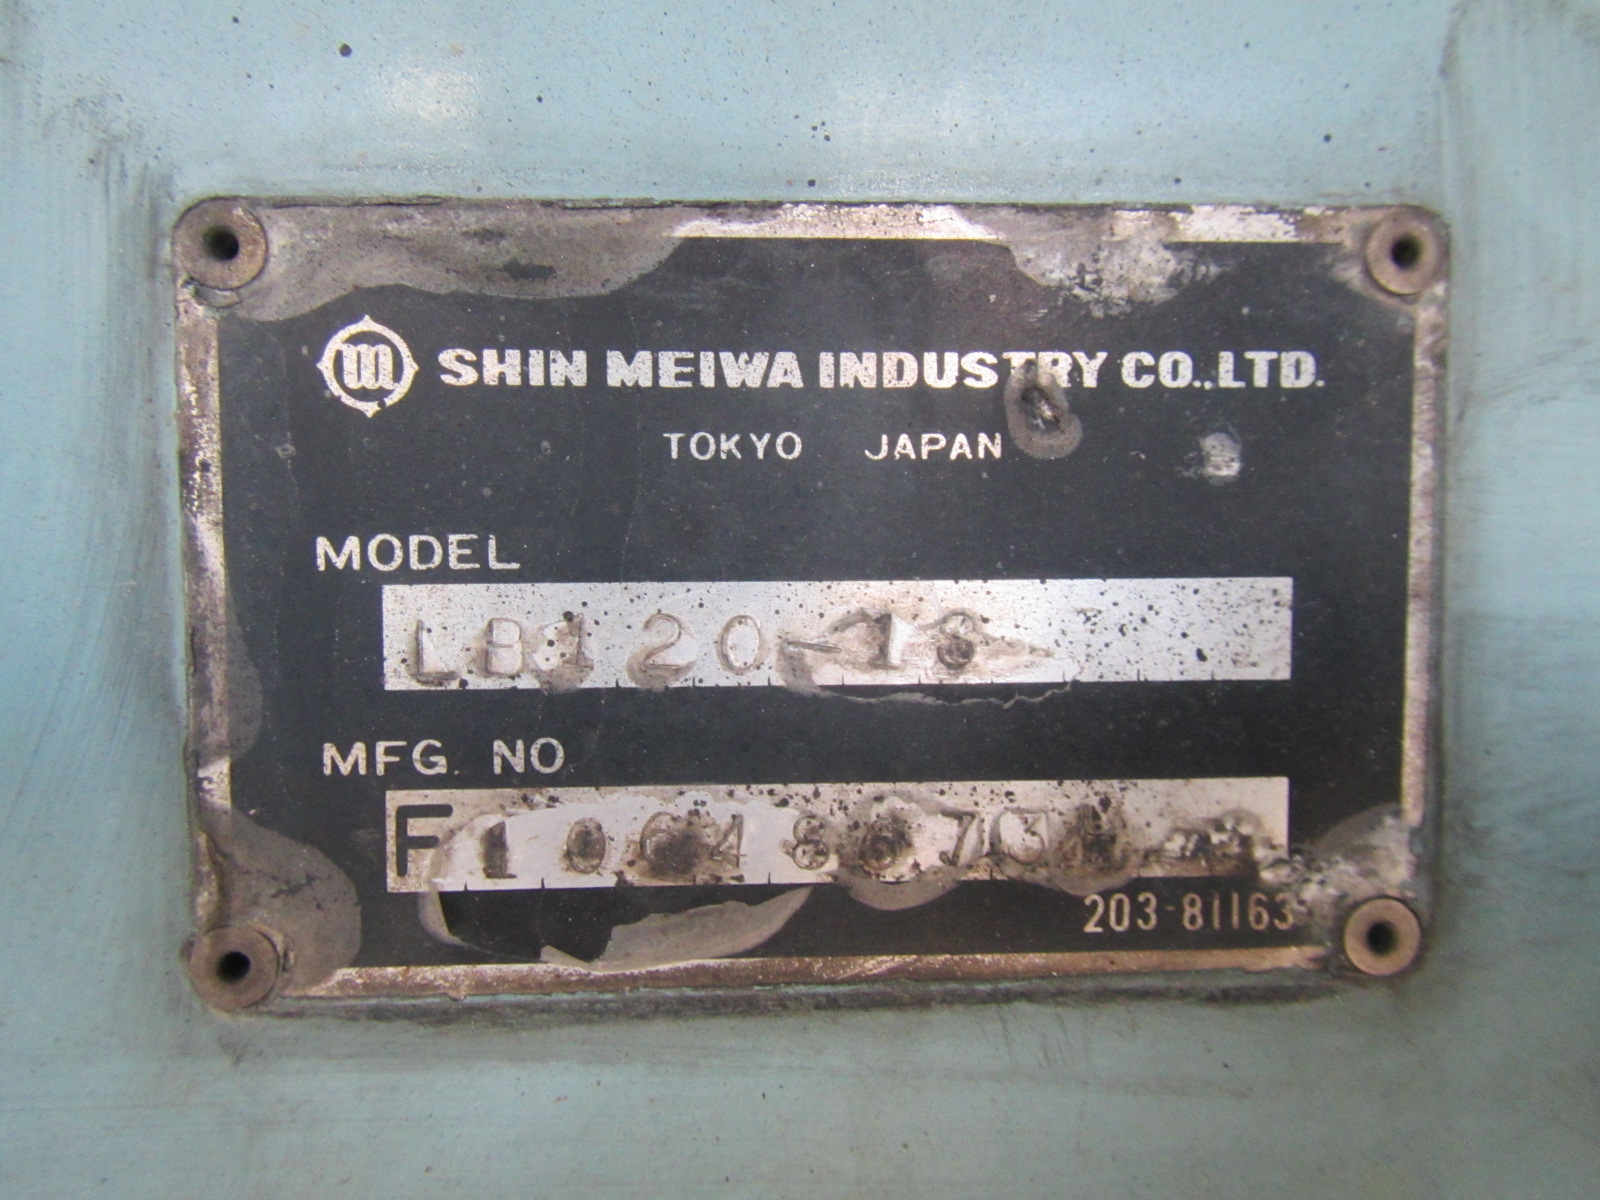 SHIN MEIWA INDUSTRY CO.,LTD.
TOKYO JAPAN
MODEL
LB120-13
MFG. NO
203-81163